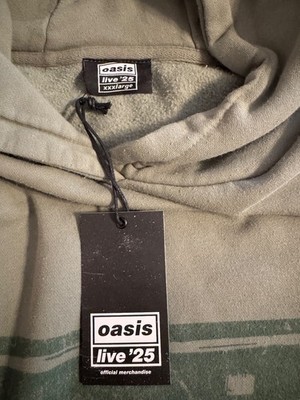 oasis
live '25
xxxlarge
oasis
live '25
official merchandise